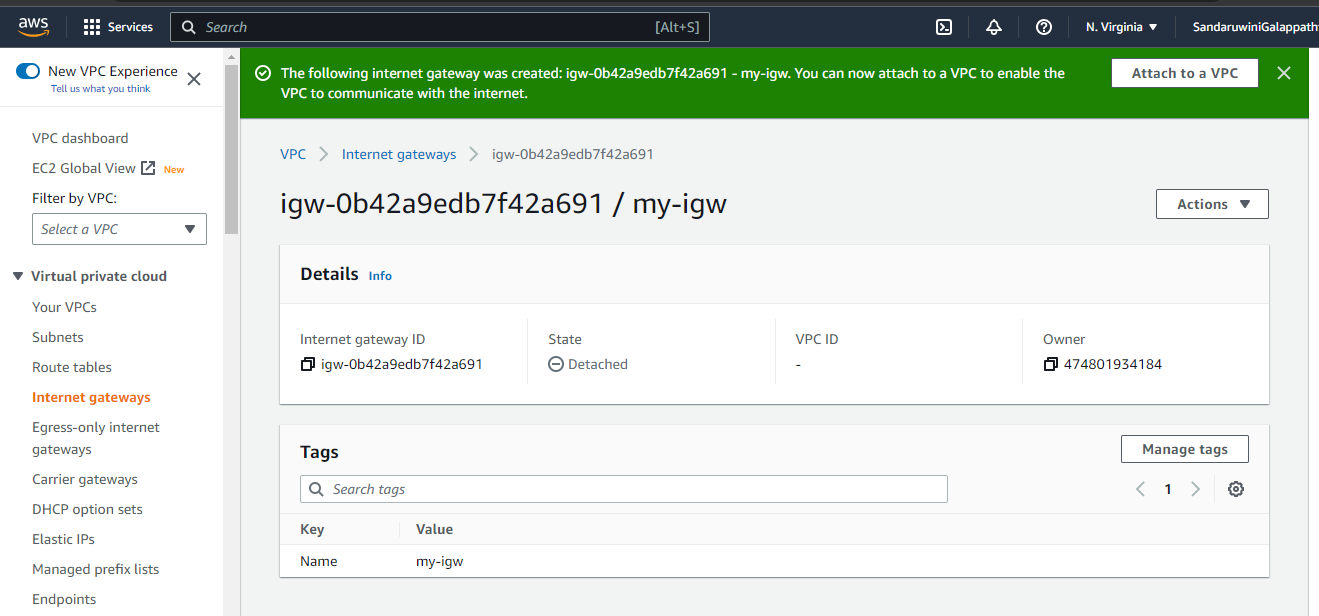 aws
Services
Search
[Alt+S]
N. Virginia
SandaruwiniGalappath
New VPC Experience
Tell us what you think
VPC dashboard
EC2 Global View New
Filter by VPC:
Select a VPC
Virtual private cloud
Your VPCs
Subnets
Route tables
Internet gateways
Egress-only internet
gateways
Carrier gateways
DHCP option sets
Elastic IPs
Managed prefix lists
Endpoints
The following internet gateway was created: igw-0b42a9edb7f42a691 - my-igw. You can now attach to a VPC to enable the
VPC to communicate with the internet.
Attach to a VPC
VPC Internet gateways igw-0b42a9edb7f42a691
igw-0b42a9edb7f42a691 / my-igw
Actions
Details Info
Internet gateway ID
igw-0b42a9edb7f42a691
State
Detached
VPC ID
-
Owner
474801934184
Tags
Manage tags
Search tags
1
Key Value
Name my-igw